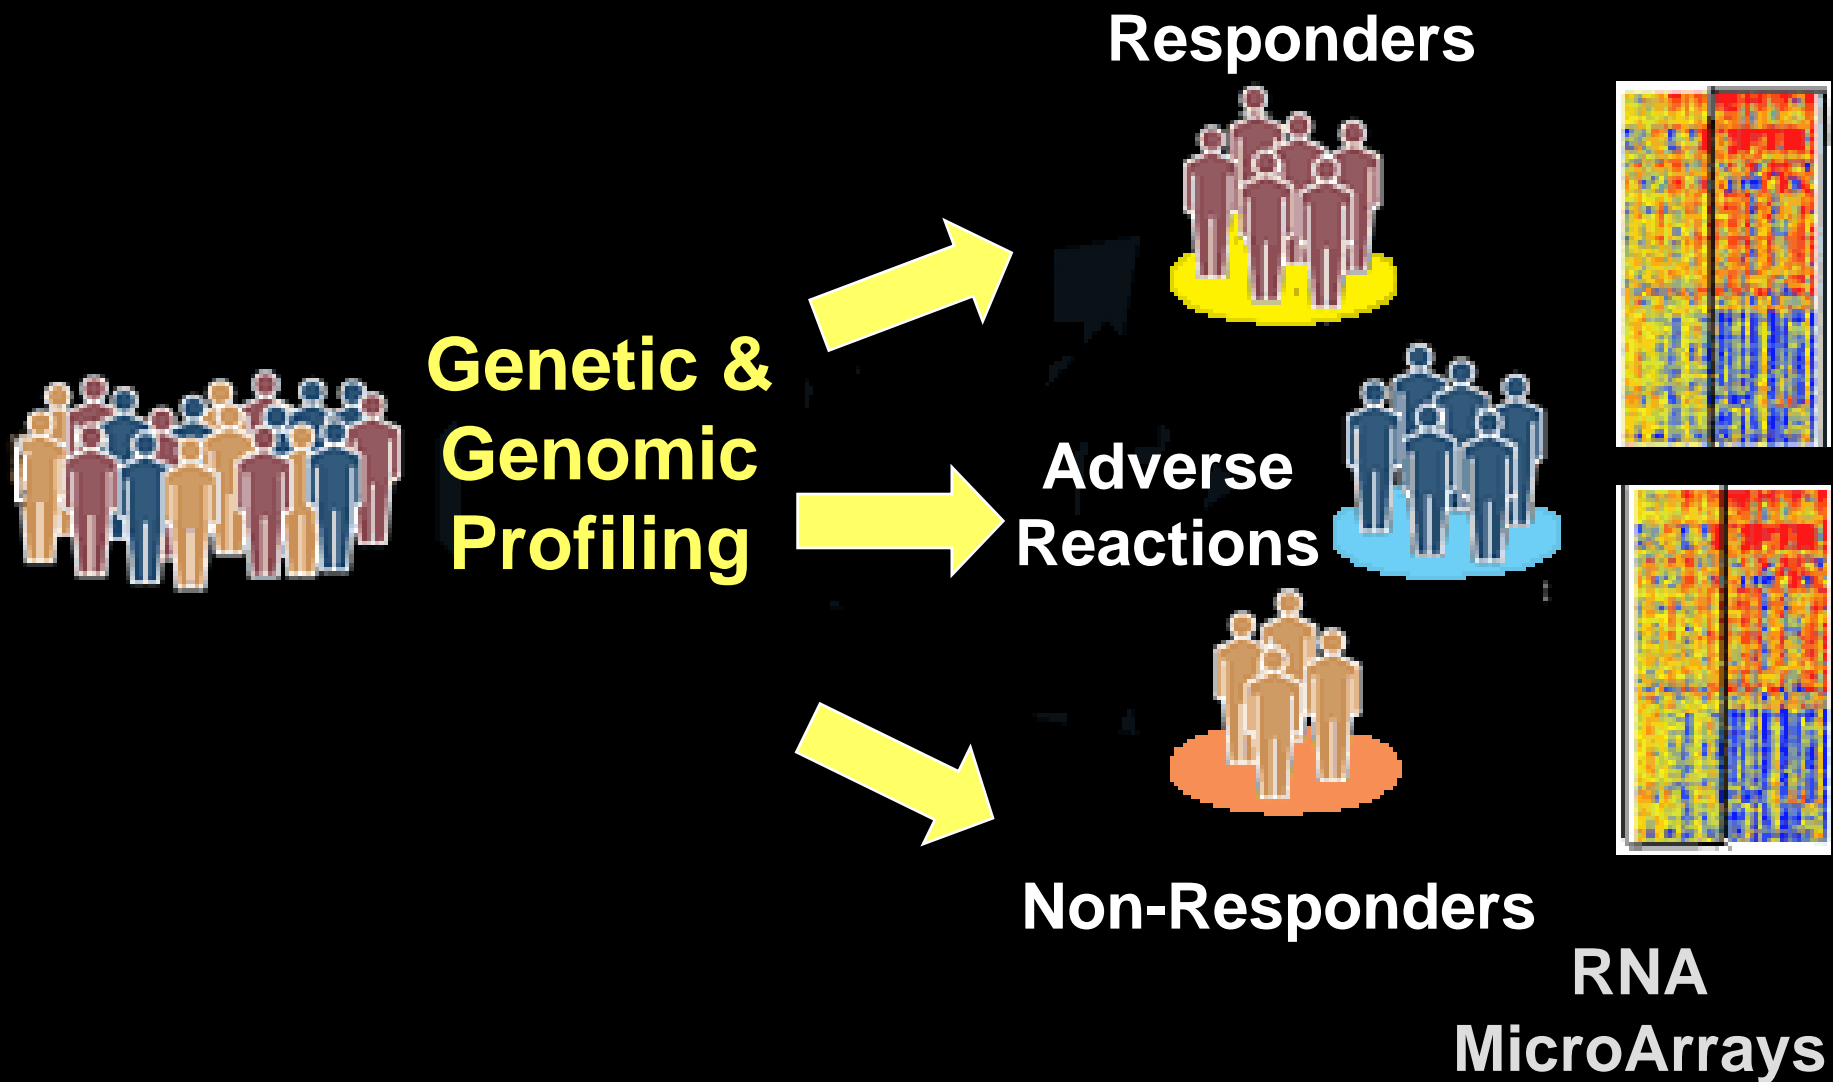 Responders
Genetic &
Genomic
Profiling
Adverse
Reactions
Non-Responders
RNA
MicroArrays